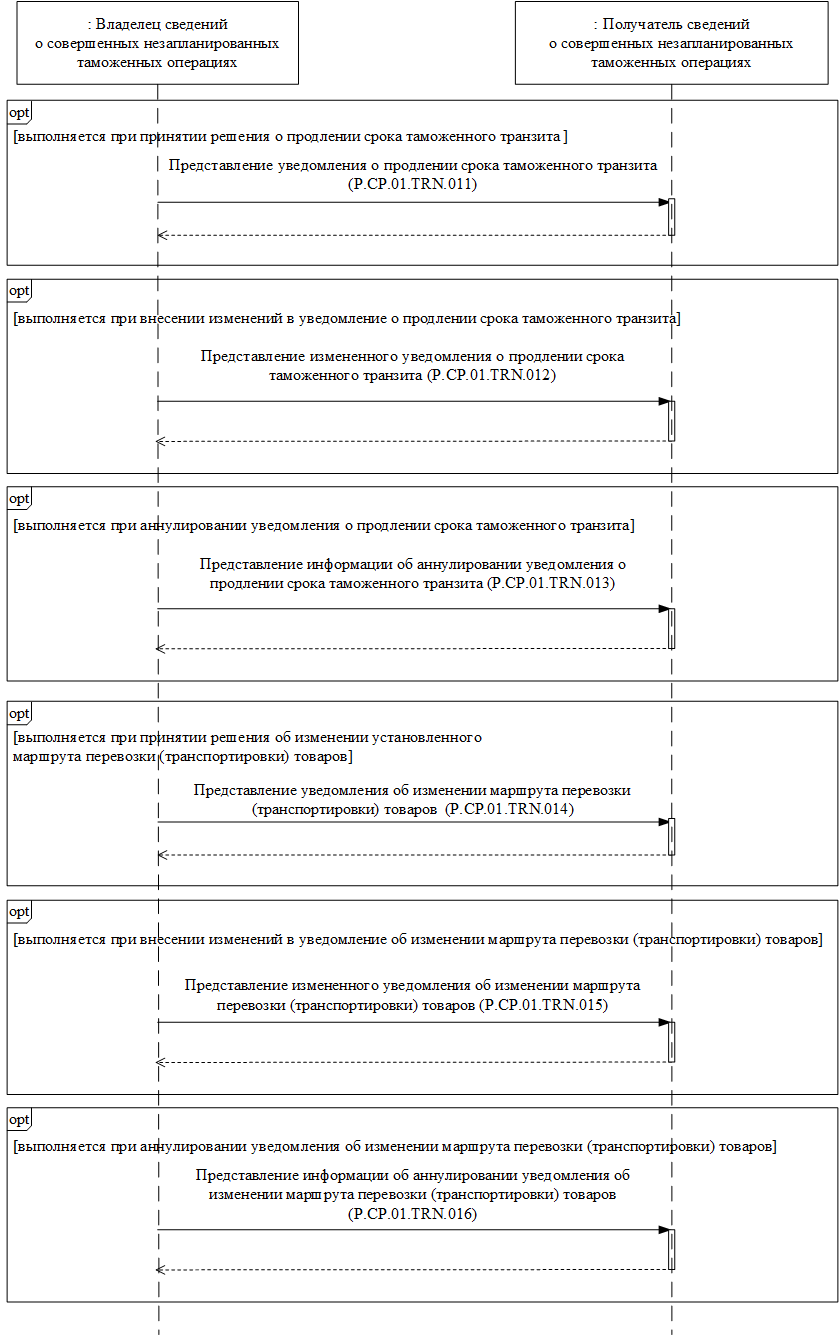 : Владелец сведений
о совершенных незапланированных
таможенных операциях
: Получатель сведений
о совершенных незапланированных
таможенных операциях
opt
[выполняется при принятии решения о продлении срока таможенного транзита ]
Представление уведомления о продлении срока таможенного транзита
(P.CP.01.TRN.011)
opt
[выполняется при внесении изменений в уведомление о продлении срока таможенного транзита]
Представление измененного уведомления о продлении срока
таможенного транзита (P.CP.01.TRN.012)
opt
[выполняется при аннулировании уведомления о продлении срока таможенного транзита]
Представление информации об аннулировании уведомления о
продлении срока таможенного транзита (P.CP.01.TRN.013)
opt
[выполняется при принятии решения об изменении установленного
маршрута перевозки (транспортировки) товаров]
Представление уведомления об изменении маршрута перевозки
(транспортировки) товаров (P.CP.01.TRN.014)
opt
[выполняется при внесении изменений в уведомление об изменении маршрута перевозки (транспортировки) товаров]
Представление измененного уведомления об изменении маршрута
перевозки (транспортировки) товаров (P.CP.01.TRN.015)
opt
[выполняется при аннулировании уведомления об изменении маршрута перевозки (транспортировки) товаров]
Представление информации об аннулировании уведомления об
изменении маршрута перевозки (транспортировки) товаров
(P.CP.01.TRN.016)